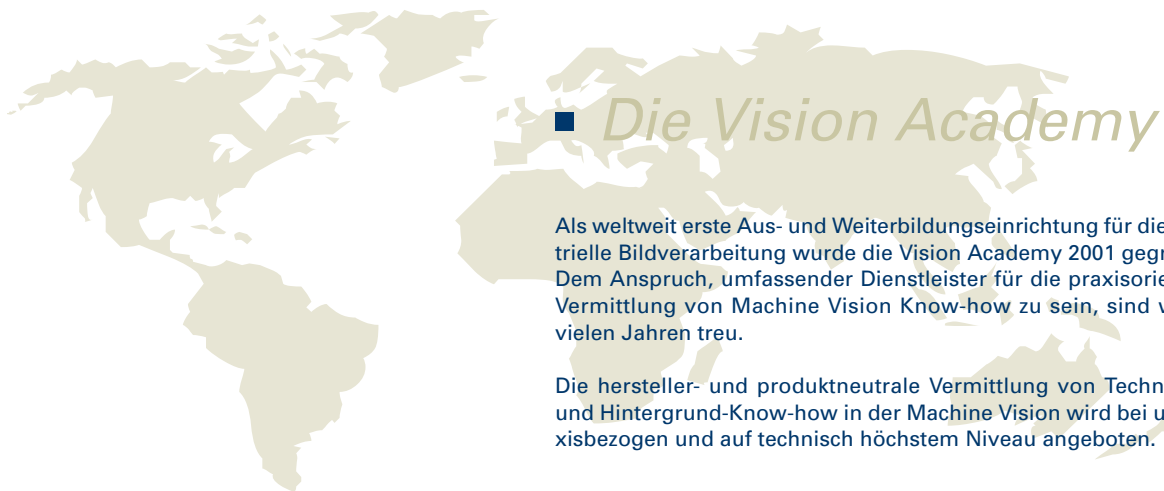 Die Vision Academy
Als weltweit erste Aus- und Weiterbildungseinrichtung für die
trielle Bildverarbeitung wurde die Vision Academy 2001 gegr
Dem Anspruch, umfassender Dienstleister für die praxisorie
Vermittlung von Machine Vision Know-how zu sein, sind w
vielen Jahren treu.
Die hersteller- und produktneutrale Vermittlung von Techn
und Hintergrund-Know-how in der Machine Vision wird bei u
xisbezogen und auf technisch höchstem Niveau angeboten.